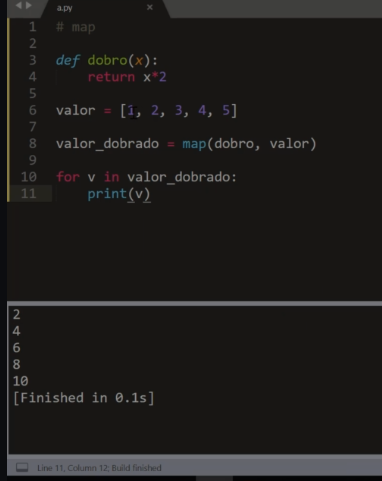 a.py ×
1 # map
2
3 def dobro(x):
4 return x*2
5
6 valor = [1, 2, 3, 4, 5]
7
8 valor_dobrado = map(dobro, valor)
9
10 for v in valor_dobrado:
11 print(v)
2
4
6
8
10
[Finished in 0.1s]
Line 11, Column 12; Build finished